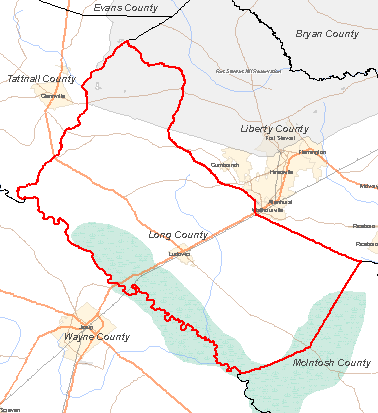 Evans County
Bryan County
Fort Stewart Mil Reservation
Tattnall County
Glennville
Liberty County
Fort Stewart
Flemington
Gumbranch
Hinesville
Midway
Allenhurst
Walthourville
Riceboro
Long County
Riceboro
Ludowici
Jesup
Wayne County
McIntosh County
Screven